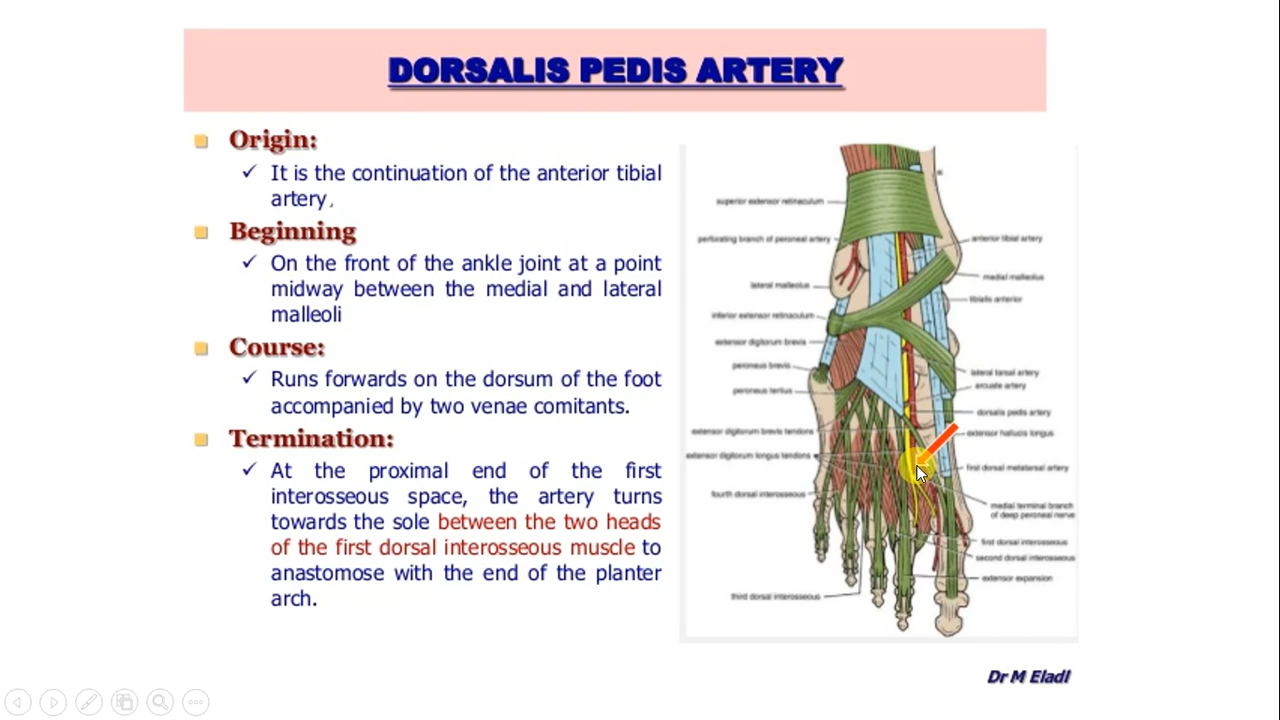 DORSALIS PEDIS ARTERY
Origin:
It is the continuation of the anterior tibial
artery,
Beginning
On the front of the ankle joint at a point
midway between the medial and lateral
malleoli
Course:
Runs forwards on the dorsum of the foot
accompanied by two venae comitants.
Termination:
At the proximal end of the first
interosseous space, the artery turns
towards the sole between the two heads
of the first dorsal interosseous muscle to
anastomose with the end of the planter
arch.
superior extensor retinaculum
perforating branch of peroneal artery
lateral malleolus
inferior extensor retinaculum
extensor digitorum brevis
peroneus brevis
peroneus tertius
extensor digitorum brevis tendons
extensor digitorum longus tendons
fourth dorsal interosseous
third dorsal interosseous
anterior tibial artery
medial malleolus
tibialis anterior
lateral tarsal artery
arcuate artery
dorsalis pedis artery
extensor hallucis longus
first dorsal metatarsal artery
medial terminal branch
of deep peroneal nerve
first dorsal interosseous
second dorsal interosseous
extensor expansion
Dr M Eladl